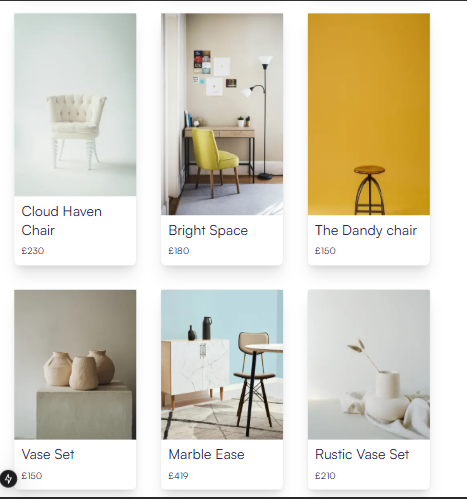 Cloud Haven
Chair
£230
Bright Space
£180
The Dandy chair
£150
Vase Set
£150
Marble Ease
£419
Rustic Vase Set
£210